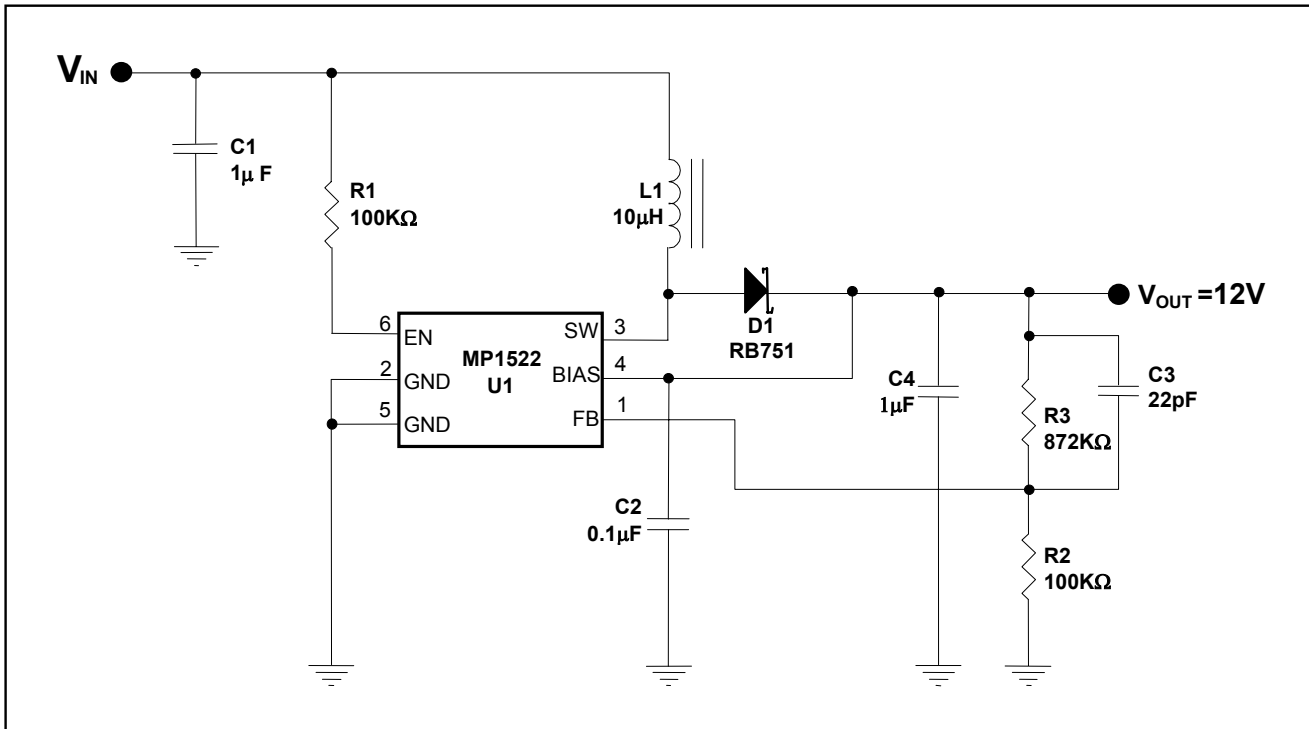 VIN
C1
1μ F
R1
100KΩ
L1
10μH
D1
RB751
VOUT =12V
6
EN
2
GND
5
GND
MP1522
U1
SW
3
BIAS
4
FB
1
C4
1μF
C3
22pF
R3
872KΩ
C2
0.1μF
R2
100KΩ